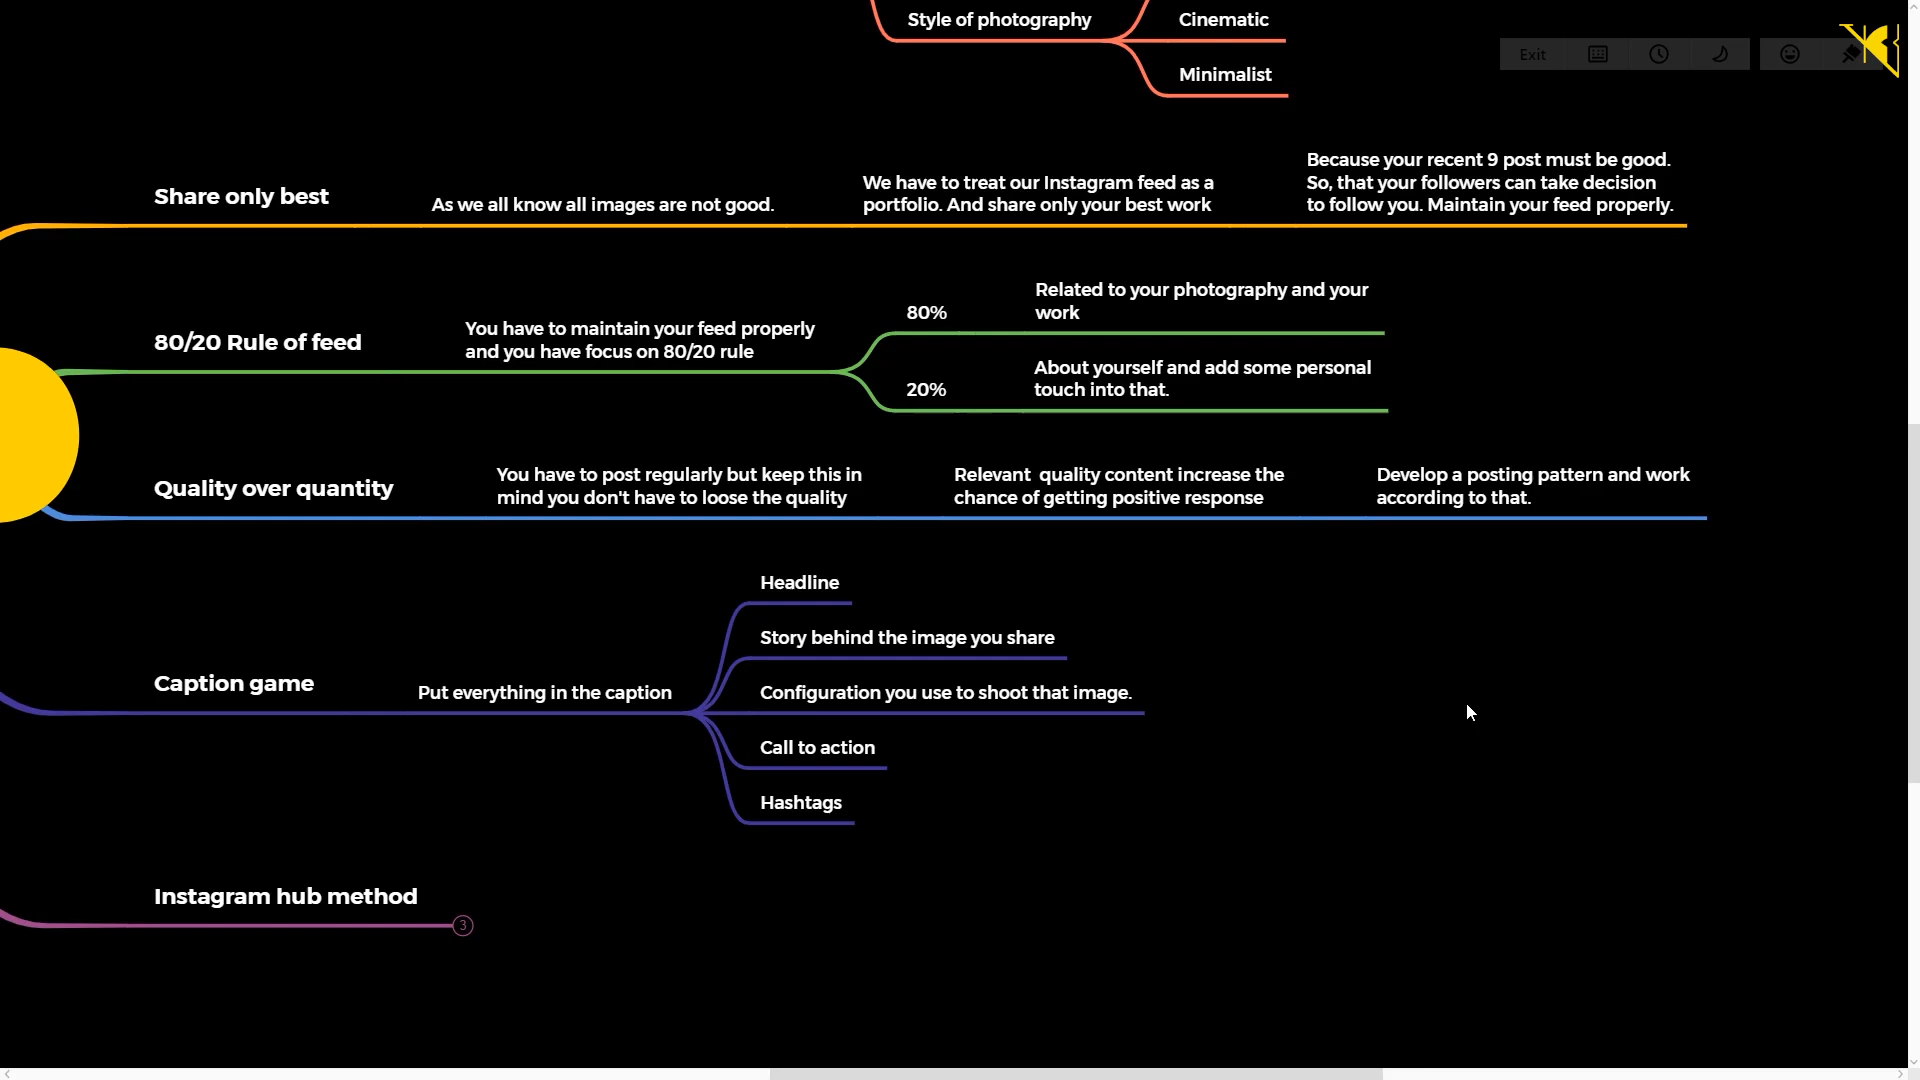 Style of photography
Cinematic
Minimalist
Exit
Share only best
As we all know all images are not good.
We have to treat our Instagram feed as a
portfolio. And share only your best work
Because your recent 9 post must be good.
So, that your followers can take decision
to follow you. Maintain your feed properly.
80/20 Rule of feed
You have to maintain your feed properly
and you have focus on 80/20 rule
80%
Related to your photography and your
work
20%
About yourself and add some personal
touch into that.
Quality over quantity
You have to post regularly but keep this in
mind you don't have to loose the quality
Relevant  quality content increase the
chance of getting positive response
Develop a posting pattern and work
according to that.
Caption game
Put everything in the caption
Headline
Story behind the image you share
Configuration you use to shoot that image.
Call to action
Hashtags
Instagram hub method
3